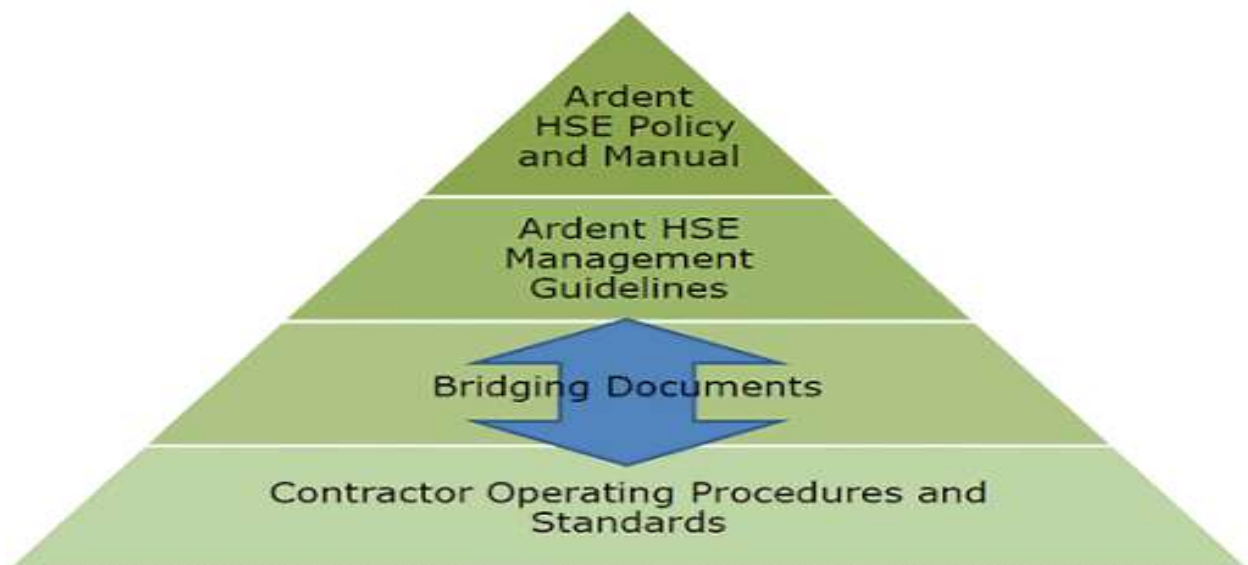 Ardent
HSE Policy
and Manual
Ardent HSE
Management
Guidelines
Bridging Documents
Contractor Operating Procedures and
Standards